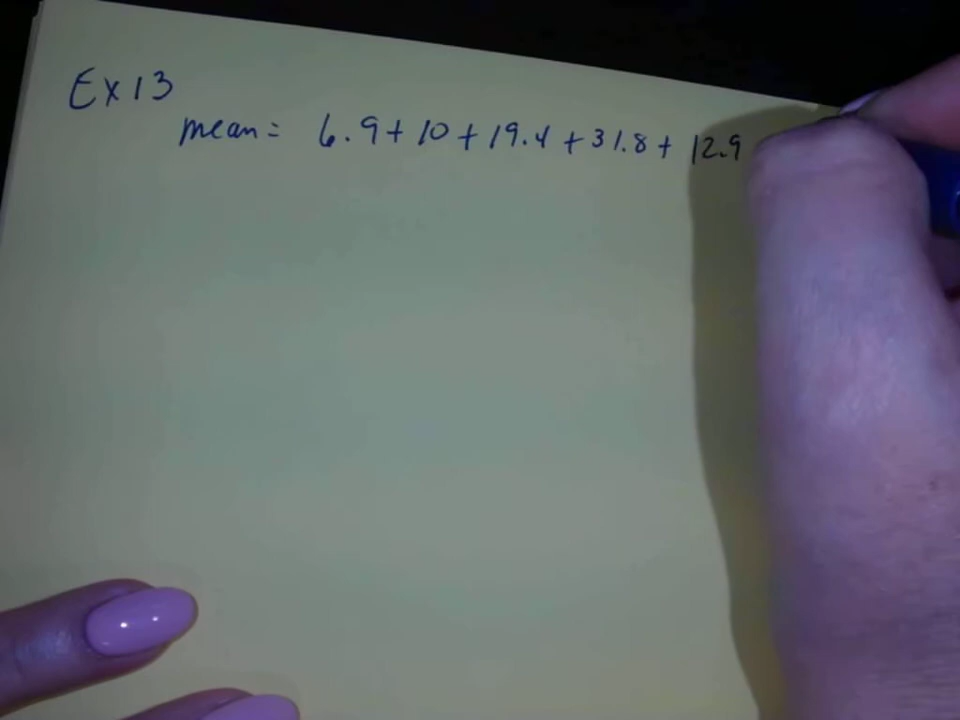 Ex 13
mean = 6.9 + 10 + 19.4 + 31.8 + 12.9